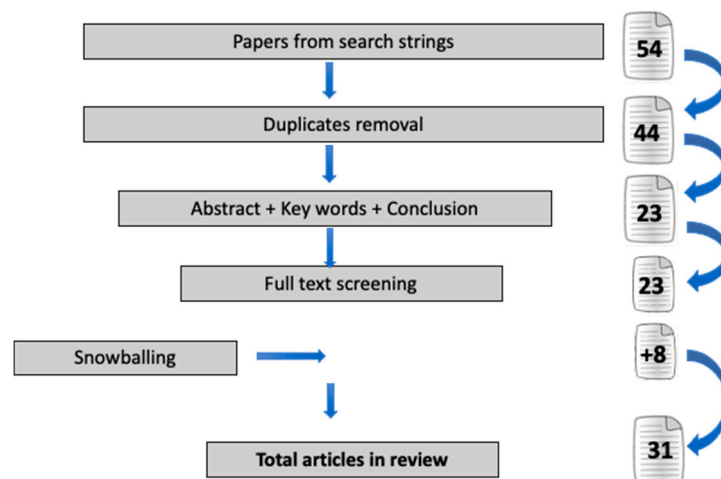 Papers from search strings
54
Duplicates removal
44
Abstract + Key words + Conclusion
23
Full text screening
23
Snowballing
+8
Total articles in review
31